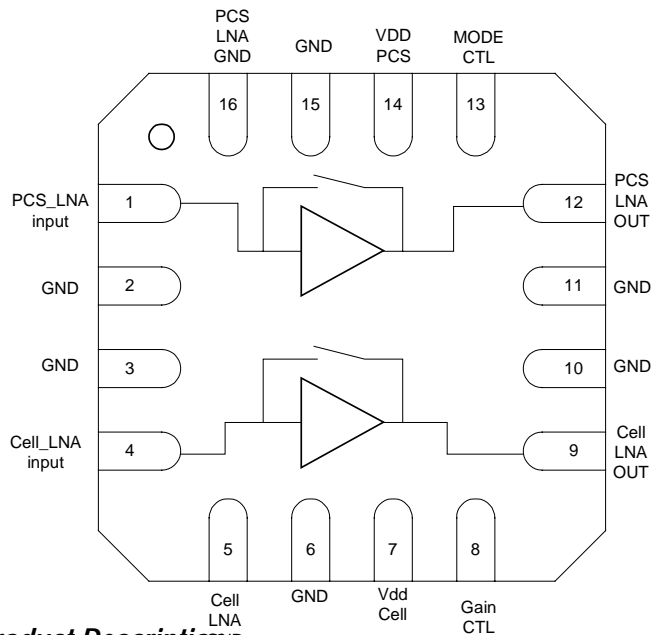 PCS
LNA
GND
GND
VDD
PCS
MODE
CTL
16
15
14
13
PCS_LNA
input
1
12
PCS
LNA
OUT
GND
2
11
GND
GND
3
10
GND
Cell_LNA
input
4
9
Cell
LNA
OUT
5
6
7
8
Cell
LNA
GND
Vdd
Cell
Gain
CTL
roduct Description